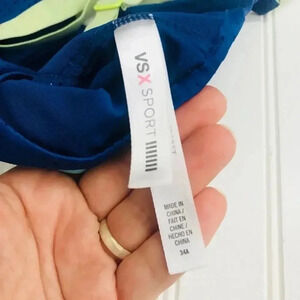 VSX SPORT
MADE IN
CHINA /
FAIT EN
CHINE /
HECHO EN
CHINA
34A